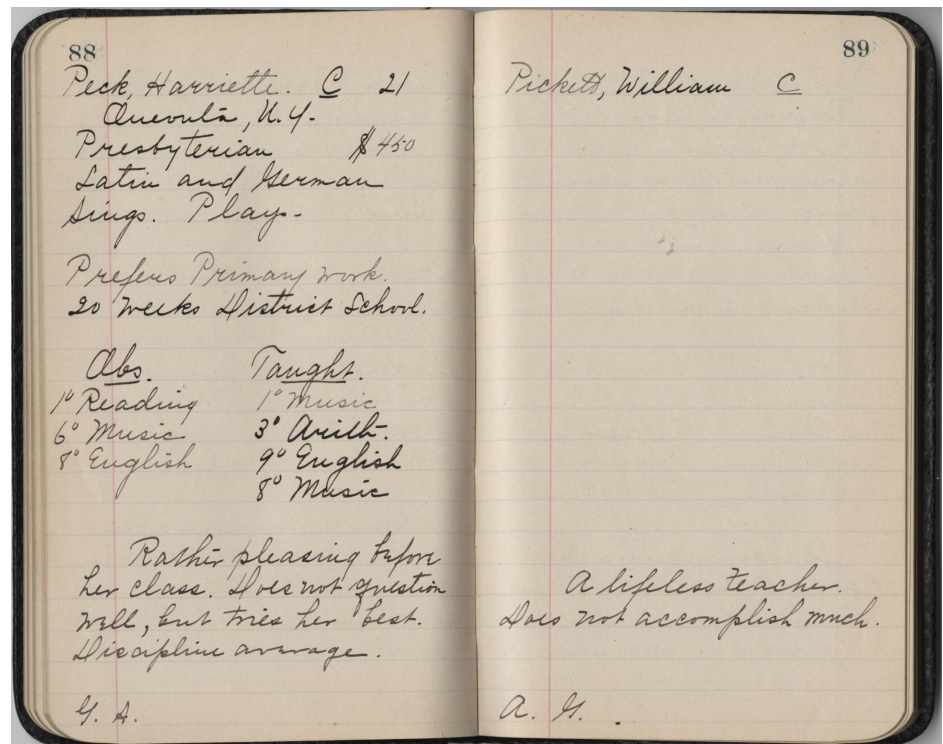 88
Peck, Harriette. C 21
Oneonta, N.Y.
Presbyterian $450
Latin and German
Sings. Plays.
Prefers Primary work.
20 weeks District School.
Obs. Taught.
1° Reading 1° Music
6° Music 3° Arith.
8° English 9° English
8° Music
Rather pleasing before
her class. Does not question
well, but tries her best.
Discipline average.
G. A.
89
Pickett, William C
A lifeless teacher.
Does not accomplish much.
A. G.